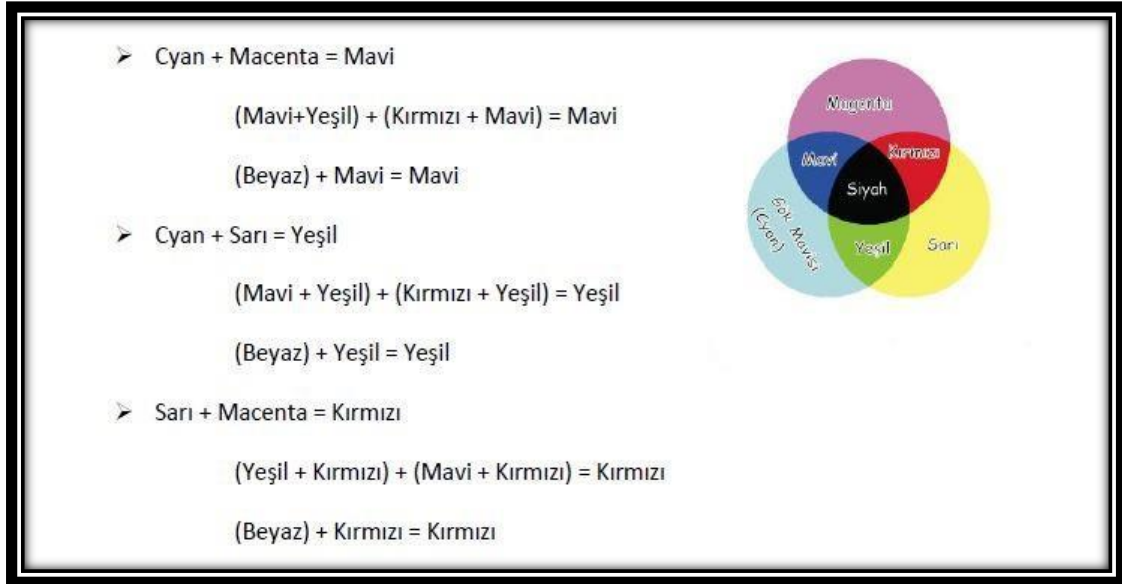 ➢ Cyan + Macenta = Mavi
(Mavi+Yeşil) + (Kırmızı + Mavi) = Mavi
(Beyaz) + Mavi = Mavi
➢ Cyan + Sarı = Yeşil
(Mavi + Yeşil) + (Kırmızı + Yeşil) = Yeşil
(Beyaz) + Yeşil = Yeşil
➢ Sarı + Macenta = Kırmızı
(Yeşil + Kırmızı) + (Mavi + Kırmızı) = Kırmızı
(Beyaz) + Kırmızı = Kırmızı
Magenta
Mavi
Kırmızı
Siyah
Gök Mavisi
(Cyan)
Yeşil
Sarı